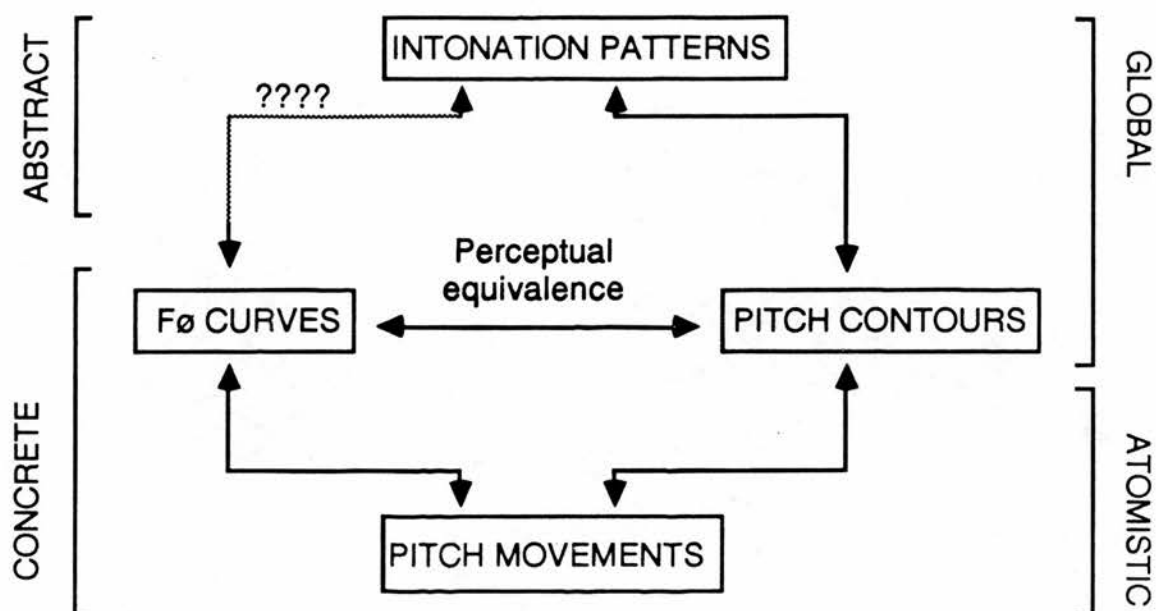 INTONATION PATTERNS
ABSTRACT
????
GLOBAL
Perceptual
equivalence
Fø CURVES
PITCH CONTOURS
CONCRETE
ATOMISTIC
PITCH MOVEMENTS